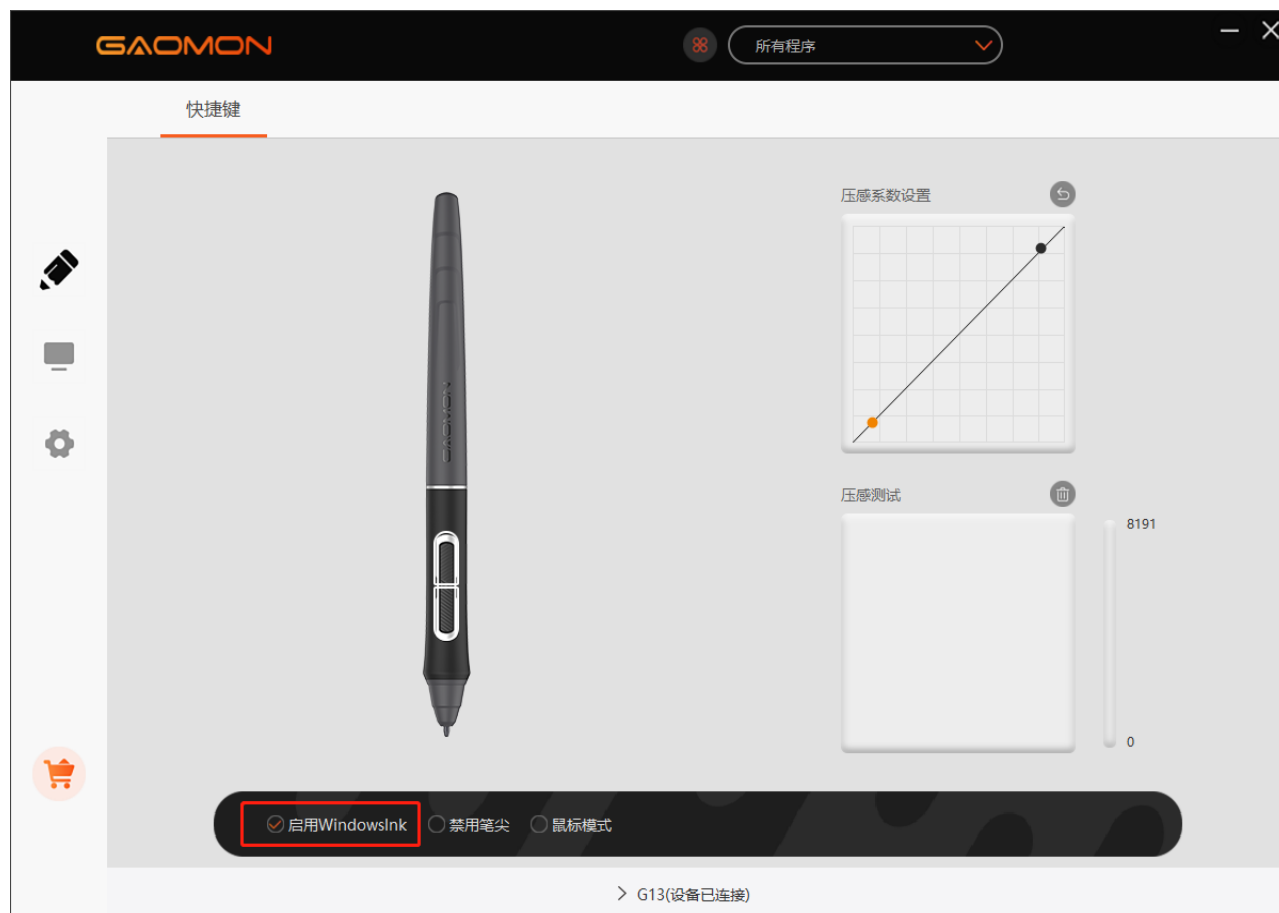 GAOMON
所有程序
快捷键
压感系数设置
GAOMON
压感测试
8191
0
启用WindowsInk
禁用笔尖
鼠标模式
G13(设备已连接)